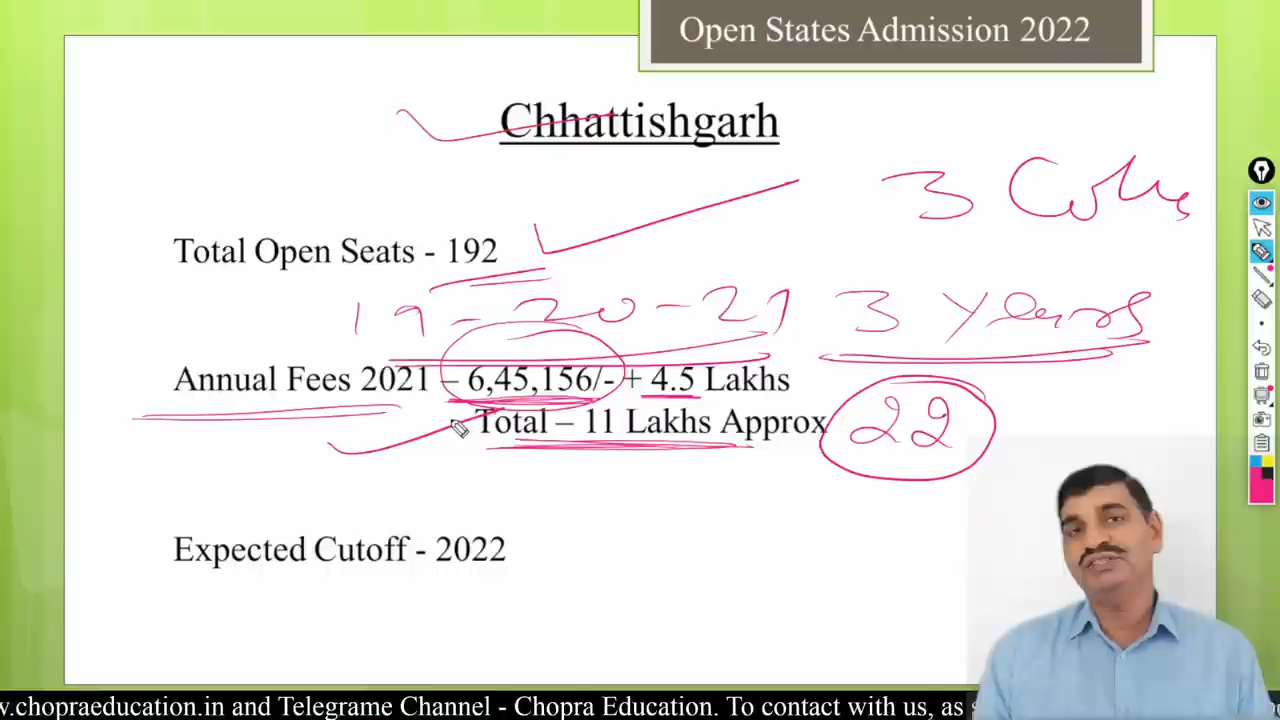 Open States Admission 2022
Chhattishgarh
3
Total Open Seats - 192
19 - 20 - 21 3 Years
Annual Fees 2021 – 6,45,156/- + 4.5 Lakhs
Total – 11 Lakhs Approx
22
Expected Cutoff - 2022
w.chopraeducation.in and Telegrame Channel - Chopra Education. To contact with us, as